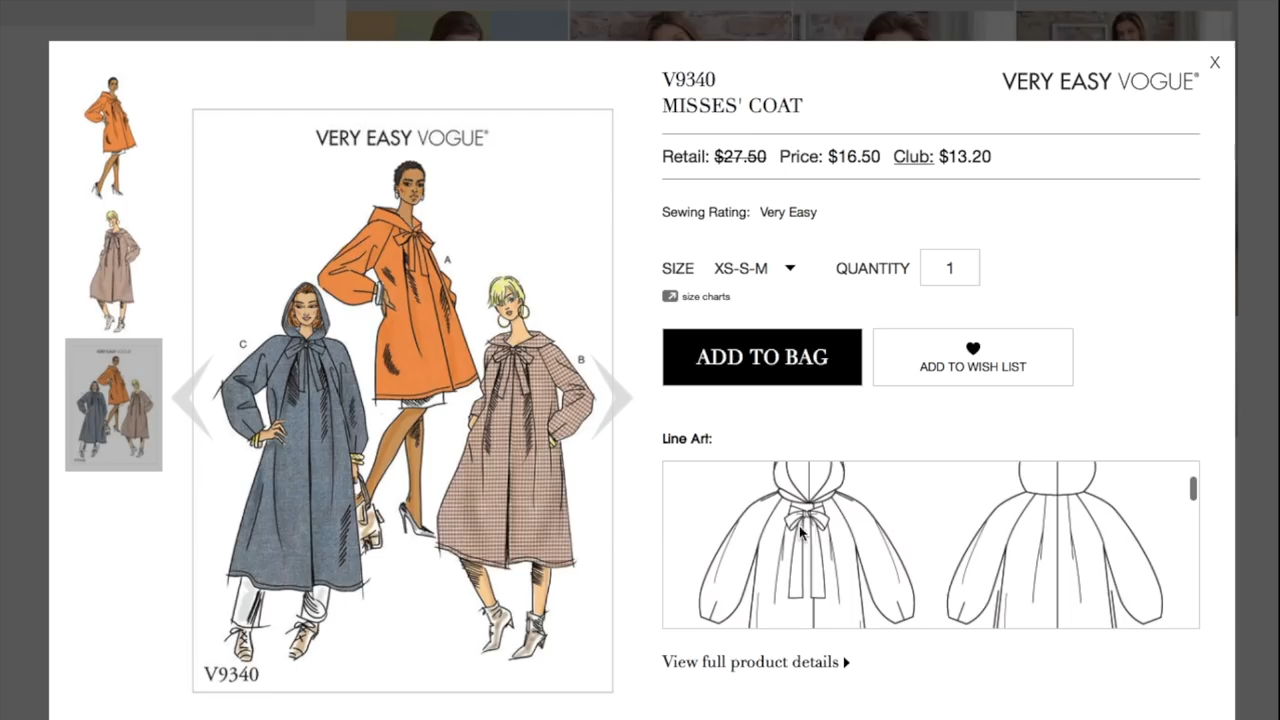 X
V9340
MISSES' COAT
VERY EASY VOGUE®
Retail: $27.50 Price: $16.50 Club: $13.20
Sewing Rating: Very Easy
SIZE XS-S-M QUANTITY 1
size charts
ADD TO BAG
ADD TO WISH LIST
Line Art:
View full product details
VERY EASY VOGUE®
A
B
C
V9340